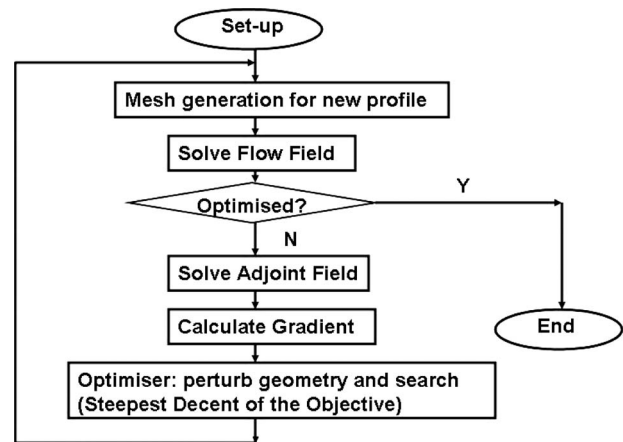 Set-up
Mesh generation for new profile
Solve Flow Field
Optimised?
Y
N
Solve Adjoint Field
Calculate Gradient
End
Optimiser: perturb geometry and search
(Steepest Decent of the Objective)